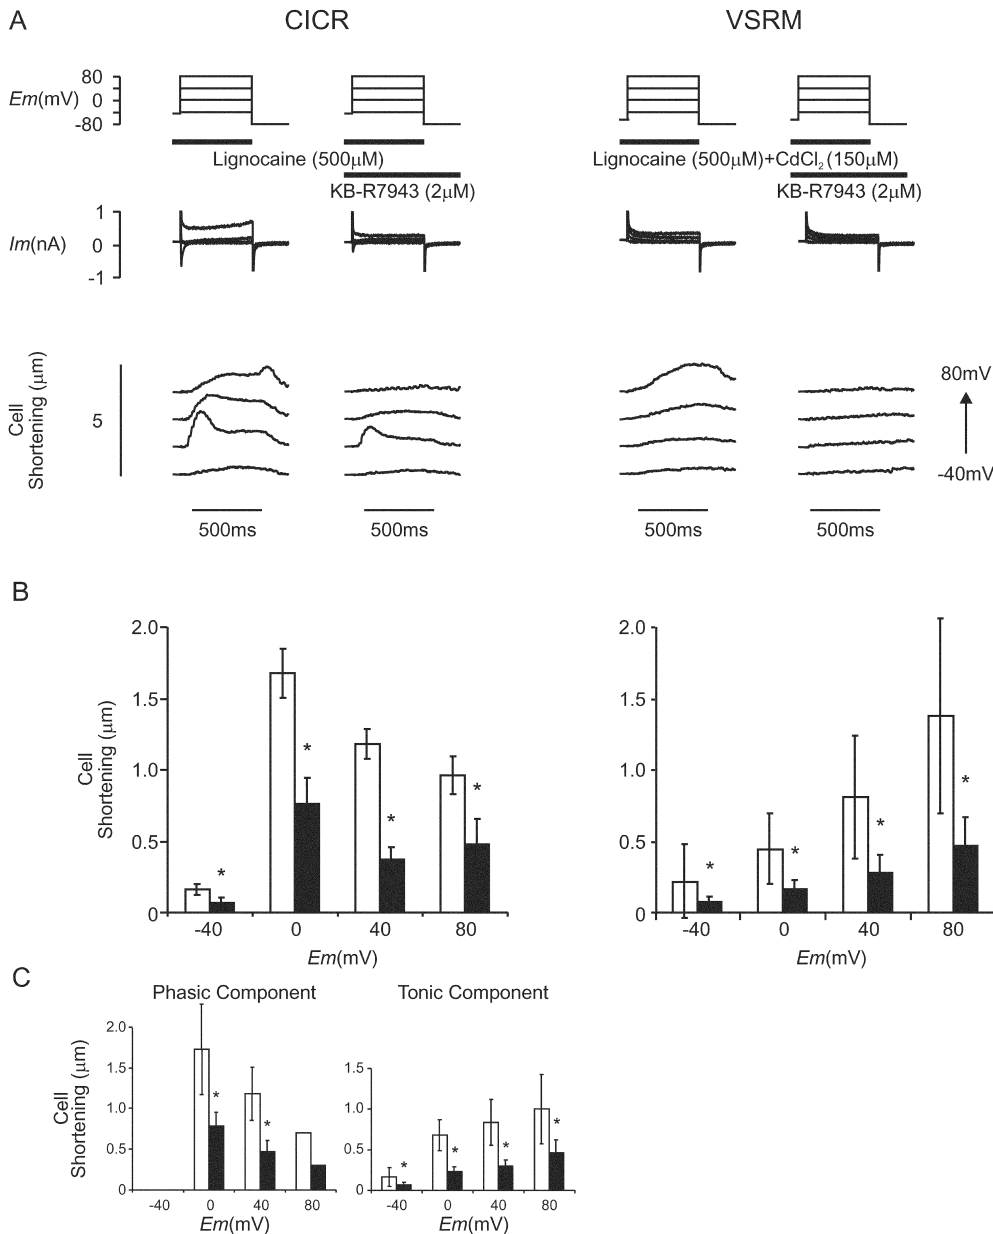 A
CICR
VSRM
Em(mV)
80
0
-80
Lignocaine (500µM)
KB-R7943 (2µM)
Lignocaine (500µM)+CdCl2 (150µM)
KB-R7943 (2µM)
Im(nA)
1
0
-1
Cell
Shortening (µm)
5
80mV
-40mV
500ms
500ms
500ms
500ms
B
Cell
Shortening (µm)
2.0
1.5
1.0
0.5
0
* * * *
-40 0 40 80
Em(mV)
Cell
Shortening (µm)
2.0
1.5
1.0
0.5
0
* * * *
-40 0 40 80
Em(mV)
C
Phasic Component
Cell
Shortening (µm)
2.0
1.5
1.0
0.5
0
* *
-40 0 40 80
Em(mV)
Tonic Component
1.5
1.0
0.5
0
* * * *
-40 0 40 80
Em(mV)